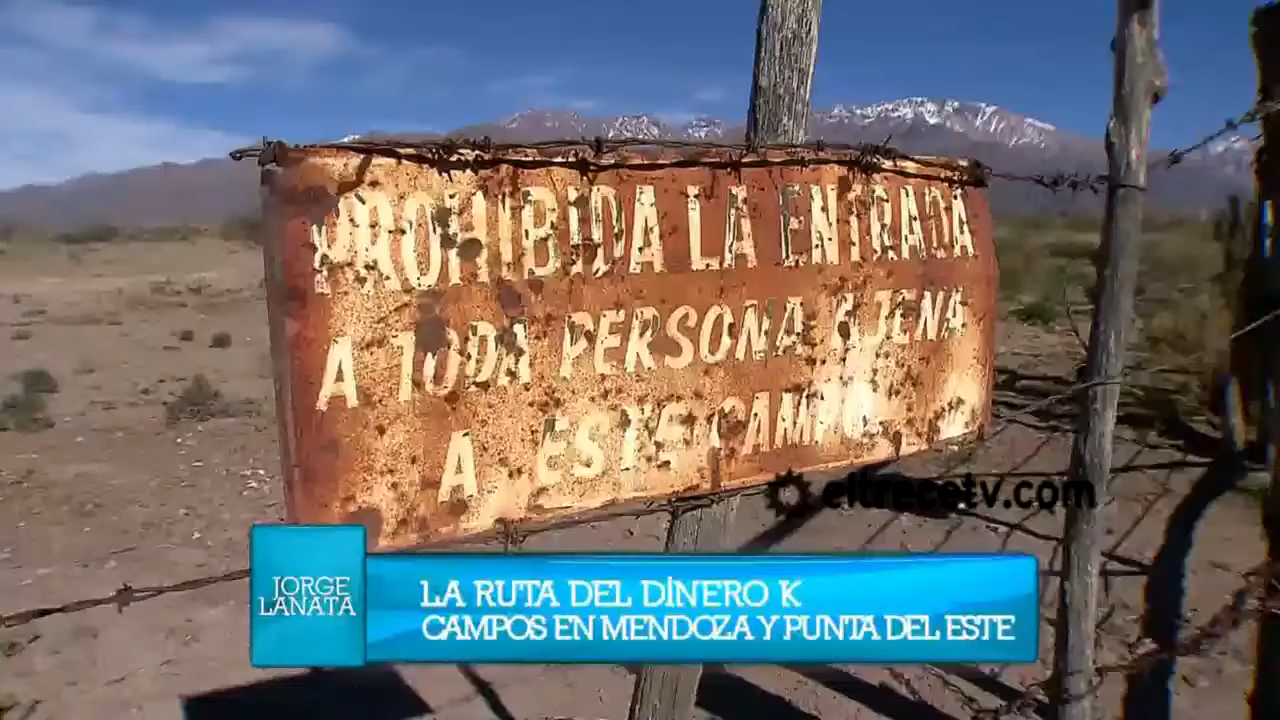 PROHIBIDA LA ENTRADA
A TODA PERSONA AJENA
A ESTE CAMPO
eltrecetv.com
JORGE
LANATA
LA RUTA DEL DINERO K
CAMPOS EN MENDOZA Y PUNTA DEL ESTE